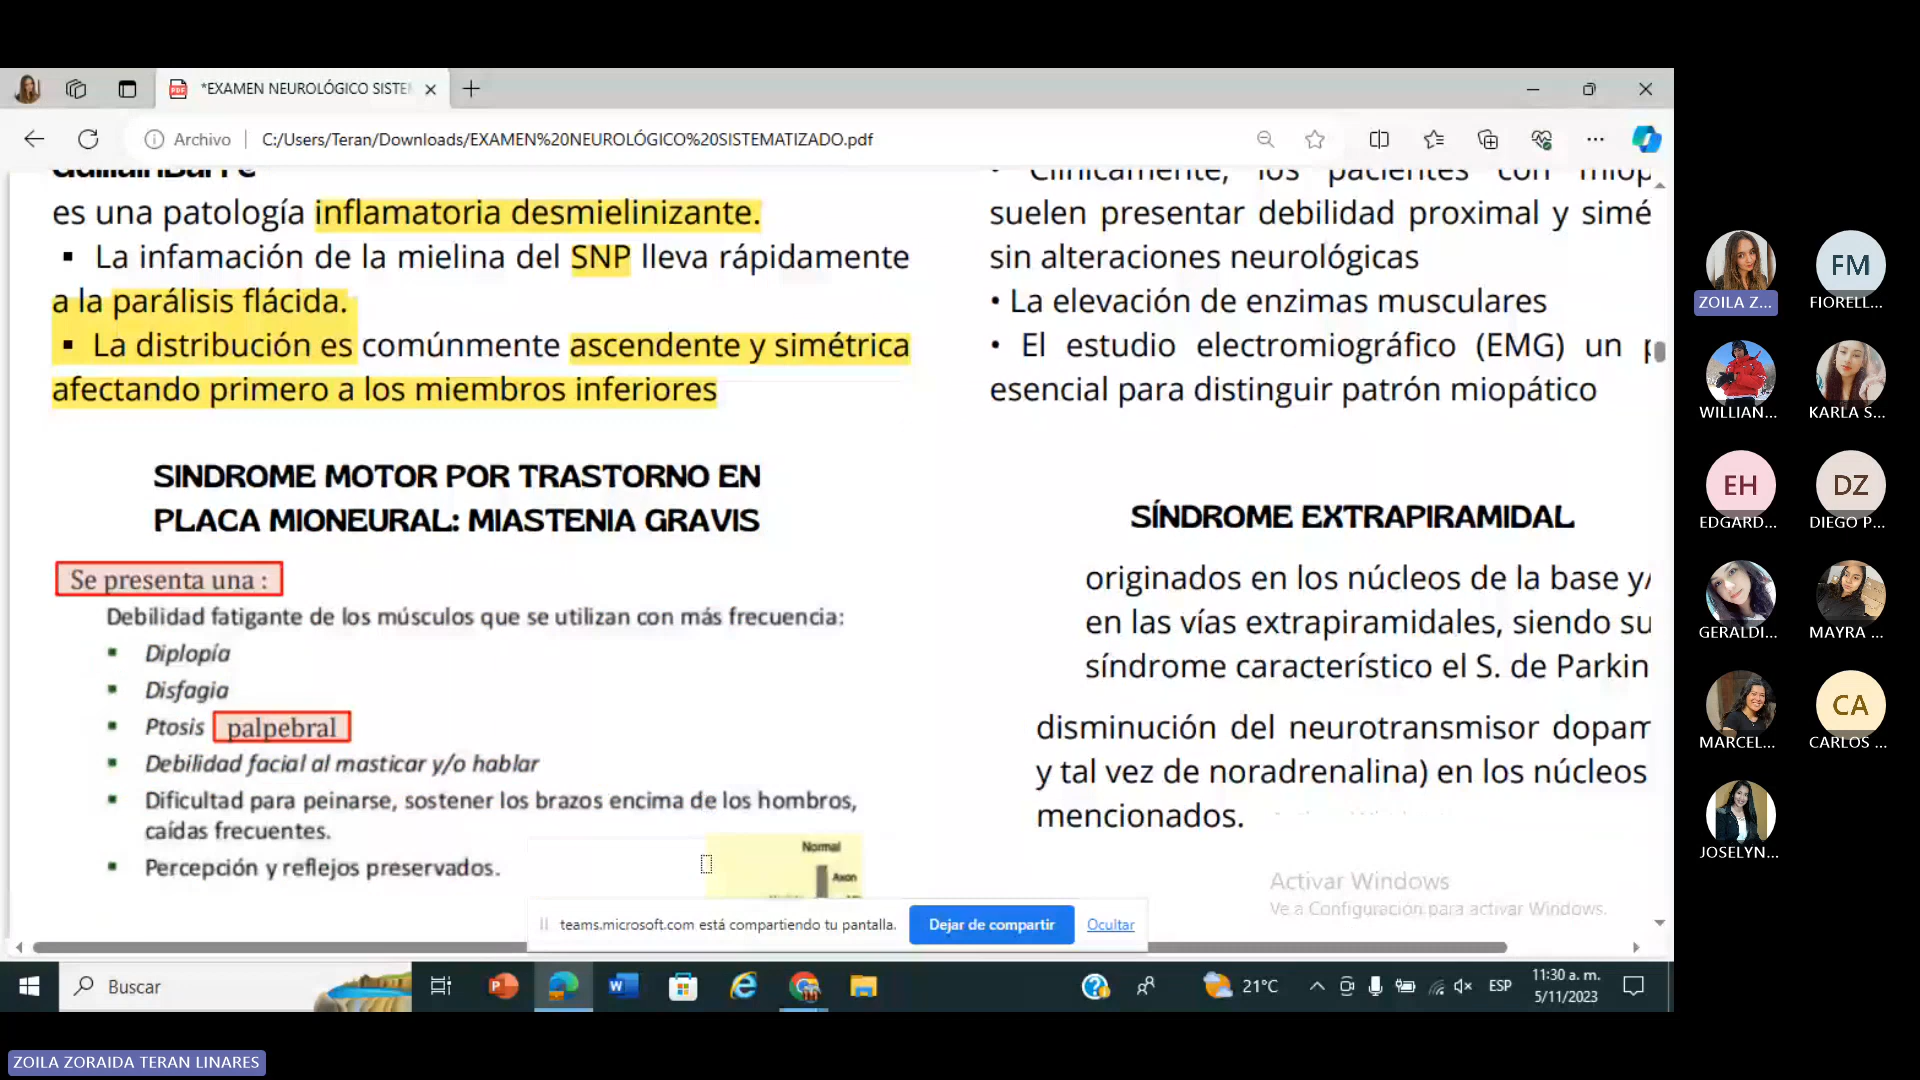 *EXAMEN NEUROLÓGICO SISTE
Archivo
C:/Users/Teran/Downloads/EXAMEN%20NEUROLÓGICO%20SISTEMATIZADO.pdf
es una patología inflamatoria desmielinizante.
▪ La infamación de la mielina del SNP lleva rápidamente
a la parálisis flácida.
▪ La distribución es comúnmente ascendente y simétrica
afectando primero a los miembros inferiores
SINDROME MOTOR POR TRASTORNO EN
PLACA MIONEURAL: MIASTENIA GRAVIS
Se presenta una :
Debilidad fatigante de los músculos que se utilizan con más frecuencia:
▪ Diplopía
▪ Disfagia
▪ Ptosis palpebral
▪ Debilidad facial al masticar y/o hablar
▪ Dificultad para peinarse, sostener los brazos encima de los hombros,
caídas frecuentes.
▪ Percepción y reflejos preservados.
Normal
Axon
• Clínicamente, los pacientes con miop
suelen presentar debilidad proximal y simé
sin alteraciones neurológicas
• La elevación de enzimas musculares
• El estudio electromiográfico (EMG) un p
esencial para distinguir patrón miopático
SÍNDROME EXTRAPIRAMIDAL
originados en los núcleos de la base y/
en las vías extrapiramidales, siendo su
síndrome característico el S. de Parkin
disminución del neurotransmisor dopam
y tal vez de noradrenalina) en los núcleos
mencionados.
Activar Windows
Ve a Configuración para activar Windows.
teams.microsoft.com está compartiendo tu pantalla.
Dejar de compartir
Ocultar
Buscar
21°C
ESP
11:30 a. m.
5/11/2023
ZOILA Z...
FM
FIORELL...
WILLIAN...
KARLA S...
EH
EDGARD...
DZ
DIEGO P...
GERALDI...
MAYRA ...
MARCEL...
CA
CARLOS ...
JOSELYN...
ZOILA ZORAIDA TERAN LINARES